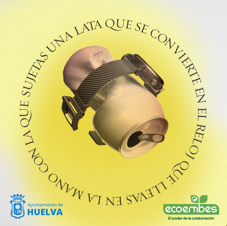 UNA LATA QUE SE CONVIERTE EN EL RELOJ QUE LLEVAS EN LA MANO CON LA QUE SUJETAS
Ayuntamiento de
HUELVA
ecoembes
El poder de la colaboración